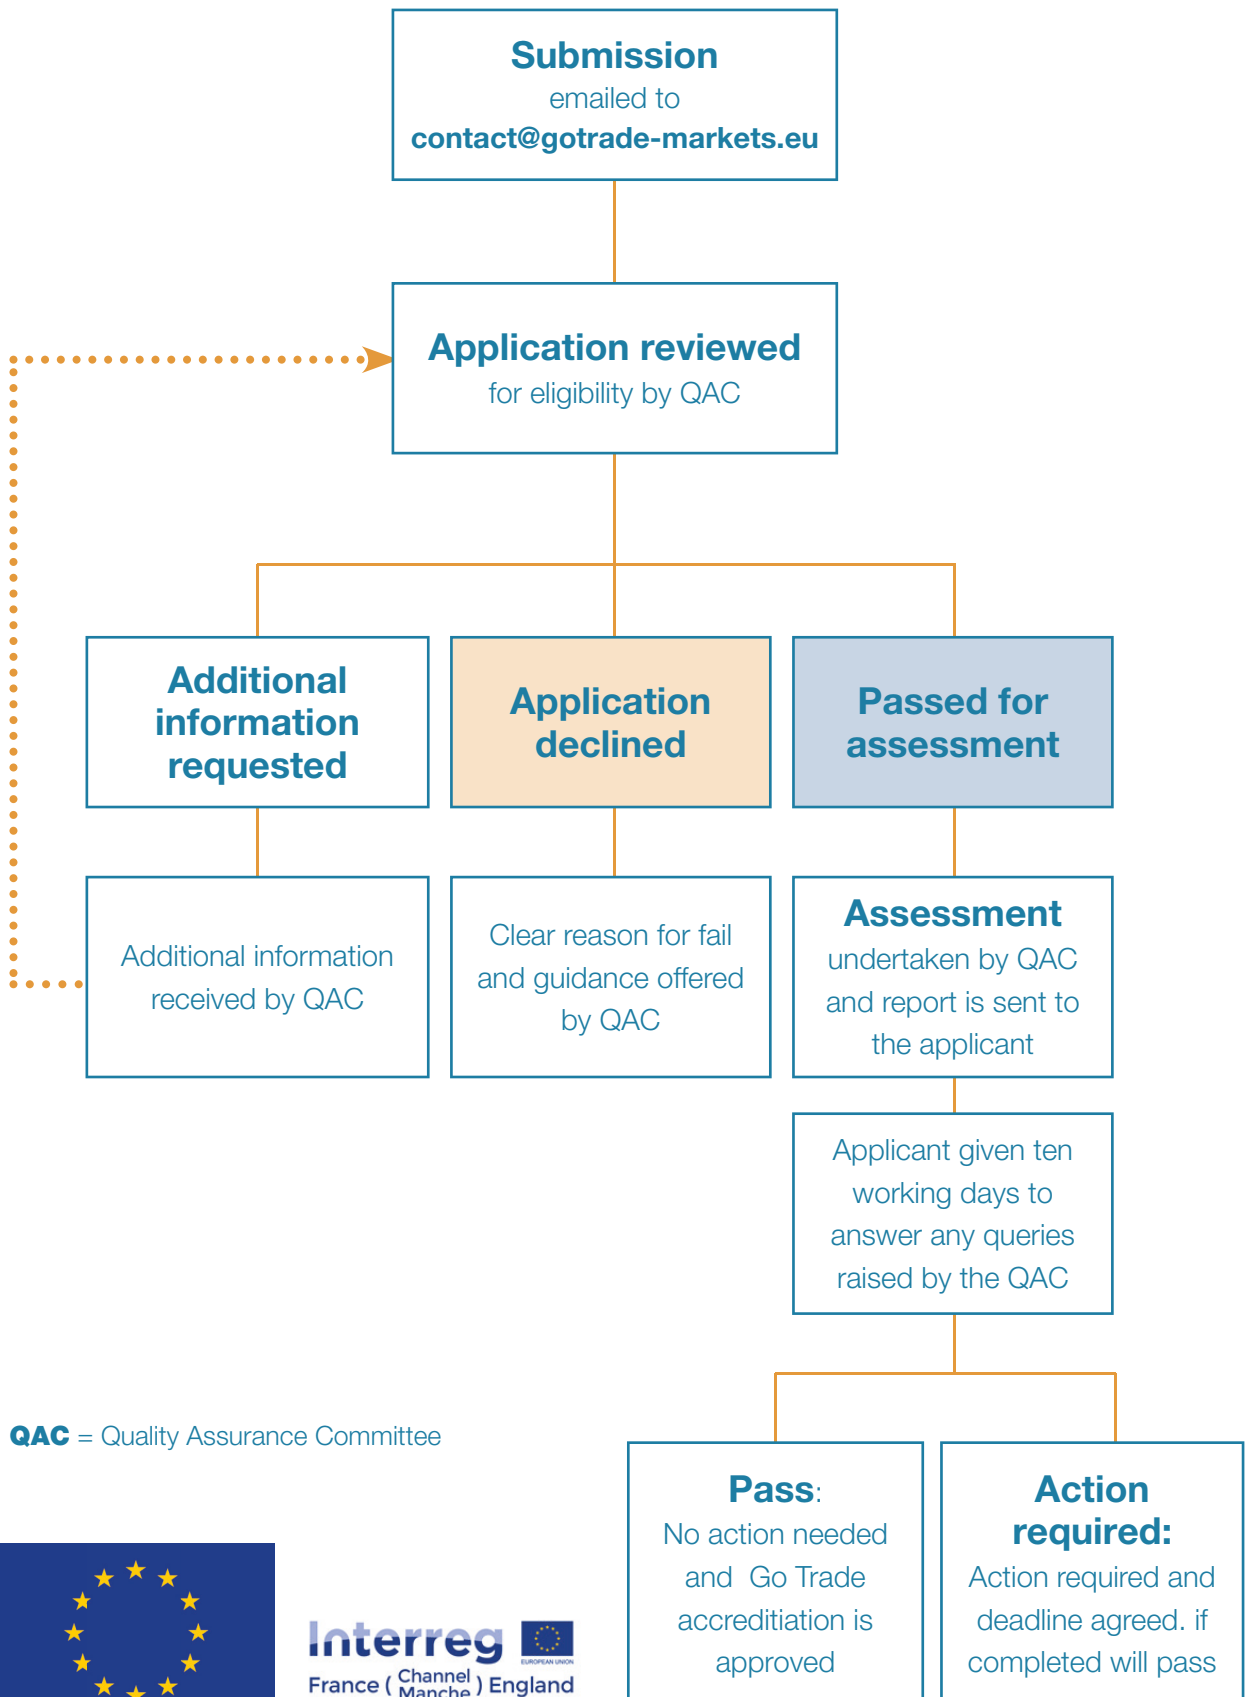 Submission
emailed to
contact@gotrade-markets.eu
Application reviewed
for eligibility by QAC
Additional
information
requested
Application
declined
Passed for
assessment
Additional information
received by QAC
Clear reason for fail
and guidance offered
by QAC
Assessment
undertaken by QAC
and report is sent to
the applicant
Applicant given ten
working days to
answer any queries
raised by the QAC
QAC = Quality Assurance Committee
Pass:
No action needed
and Go Trade
accreditiation is
approved
Action
required:
Action required and
deadline agreed. if
completed will pass
Interreg
EUROPEAN UNION
France ( Channel
Manche ) England